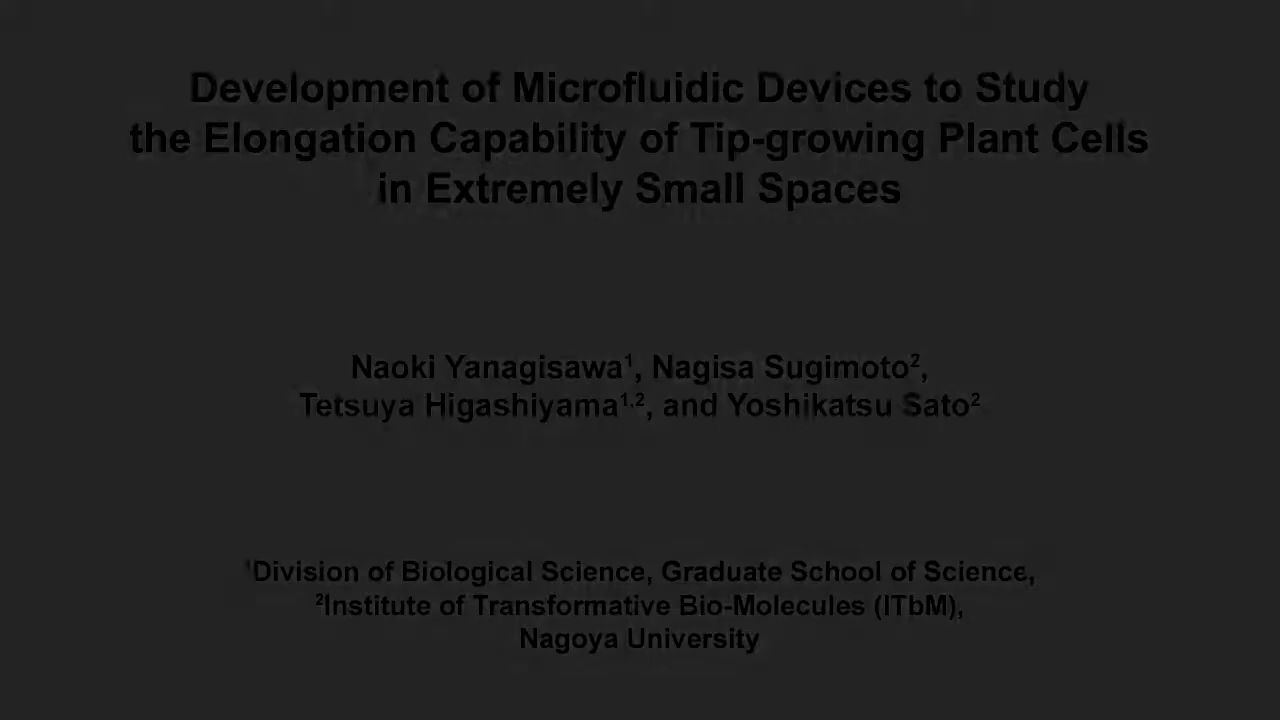 Development of Microfluidic Devices to Study
the Elongation Capability of Tip-growing Plant Cells
in Extremely Small Spaces
Naoki Yanagisawa¹, Nagisa Sugimoto²,
Tetsuya Higashiyama¹,², and Yoshikatsu Sato²
¹Division of Biological Science, Graduate School of Science,
²Institute of Transformative Bio-Molecules (ITbM),
Nagoya University